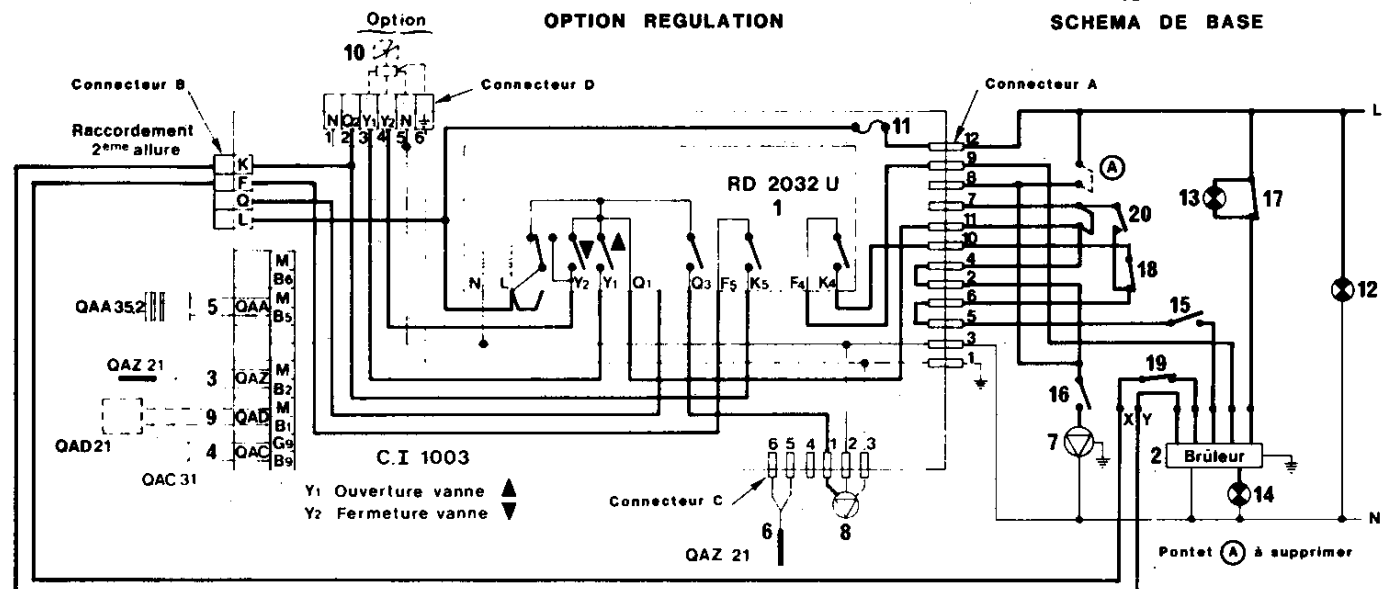 Option
OPTION REGULATION
SCHEMA DE BASE
10
Connecteur B
Connecteur D
Connecteur A
N Q2 Y1 Y2 N
1 2 3 4 5 6
Raccordement
2eme allure
K
F
Q
L
11
12
9
8
7
11
10
4
2
6
5
3
1
L
A
13
17
20
18
12
15
19
16
RD 2032 U
1
N L Y2 Y1 Q1 Q3 F5 K5 F4 K4
M
B6
QAA35,2
5
QAA
M
B5
QAZ 21
3
QAZ
M
B2
9
QAD
M
B1
QAD21
4
QAC
G9
B9
QAC 31
C.I 1003
Y1 Ouverture vanne
Y2 Fermeture vanne
Connecteur C
6 5 4 1 2 3
6
QAZ 21
8
7
X Y
2
Brûleur
14
N
Pontet A à supprimer